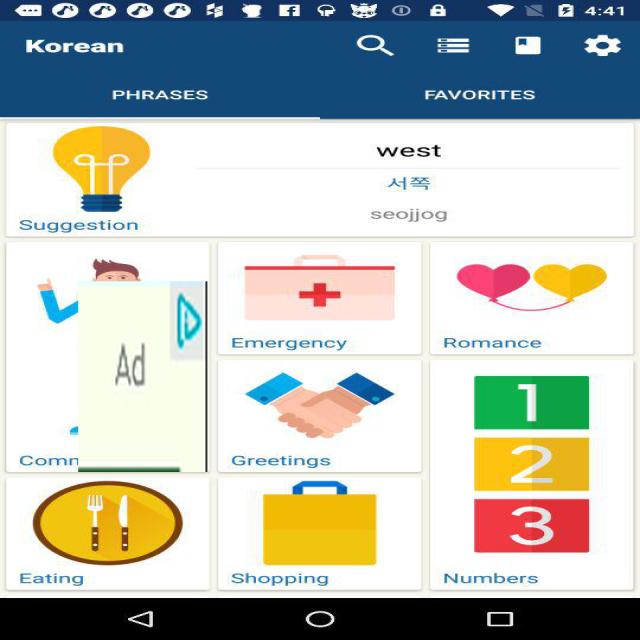 4:41
Korean
PHRASES
FAVORITES
west
서쪽
seojjog
Suggestion
Ad
Emergency
Romance
Greetings
1
2
3
Eating
Shopping
Numbers